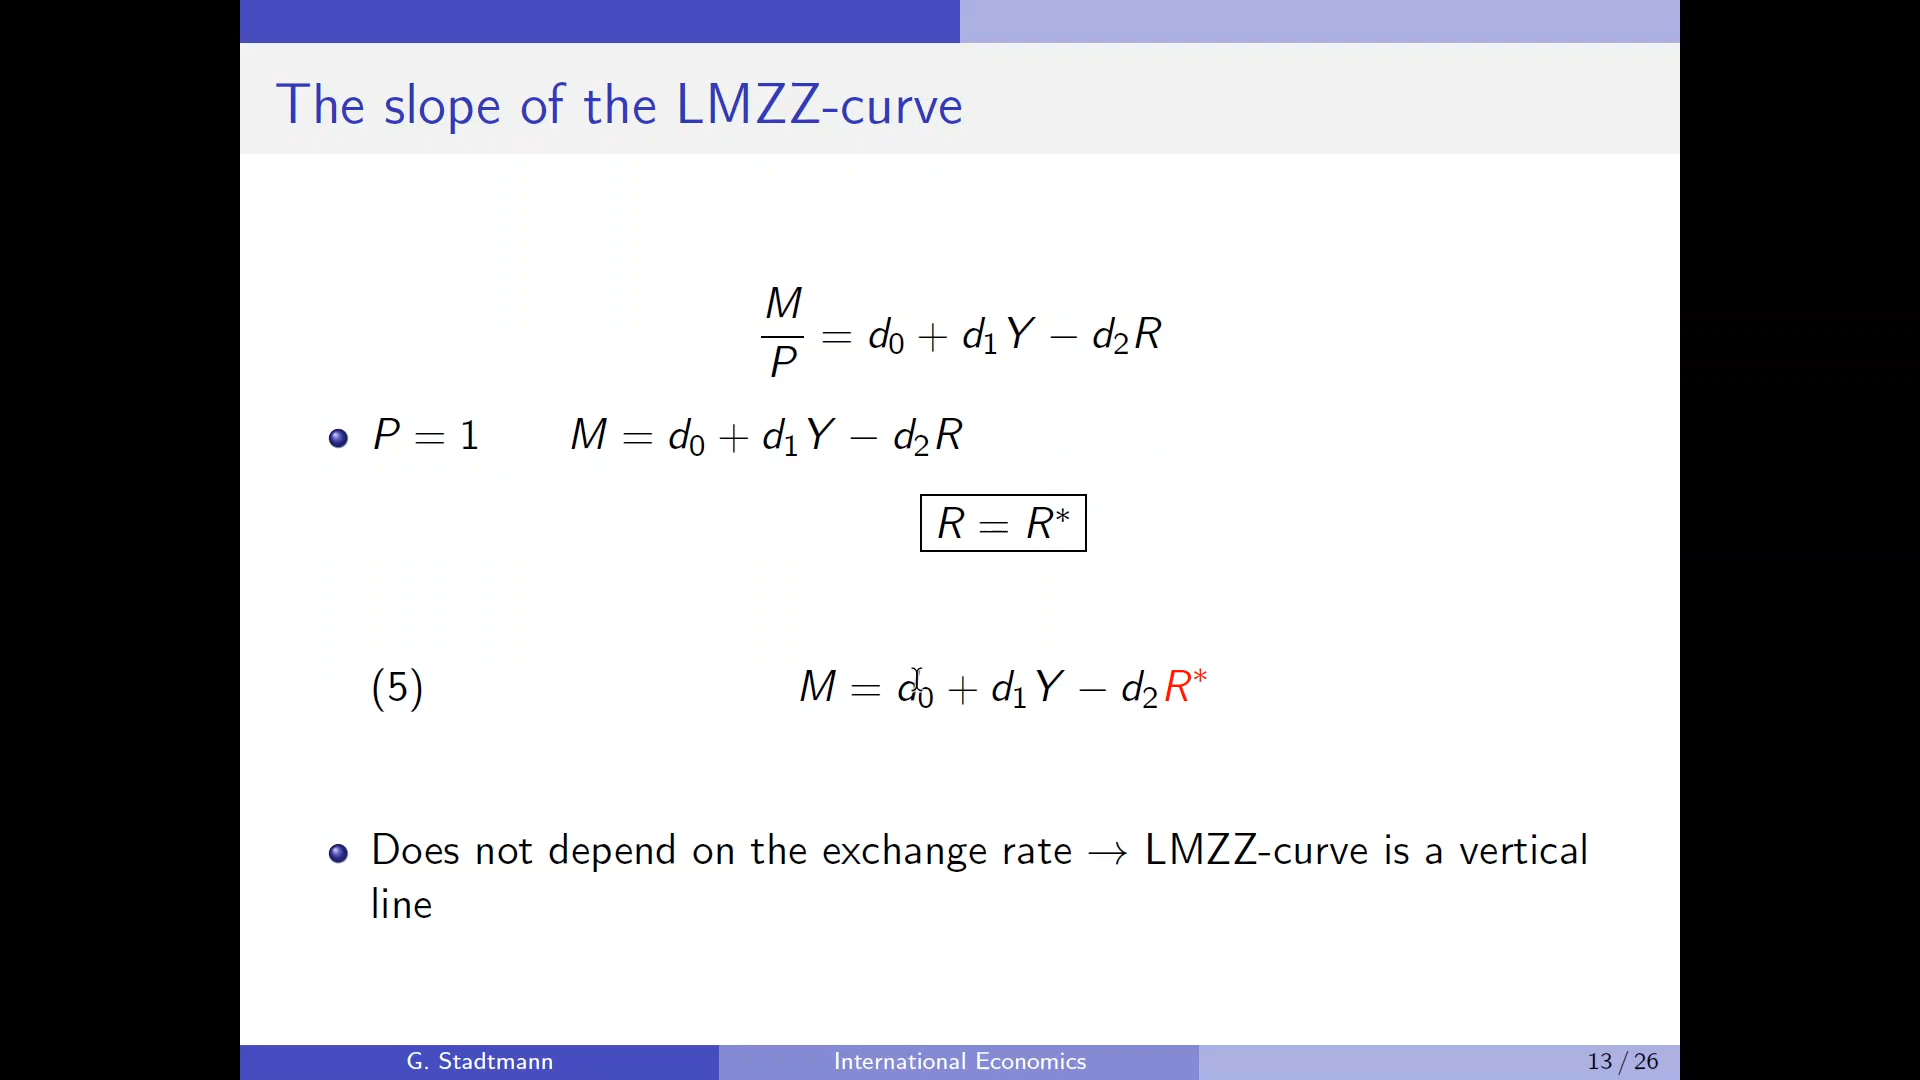 The slope of the LMZZ-curve
M/P = d₀ + d₁Y − d₂R
P = 1 M = d₀ + d₁Y − d₂R
R = R*
(5) M = d₀ + d₁Y − d₂R*
Does not depend on the exchange rate → LMZZ-curve is a vertical
line
G. Stadtmann International Economics 13 / 26